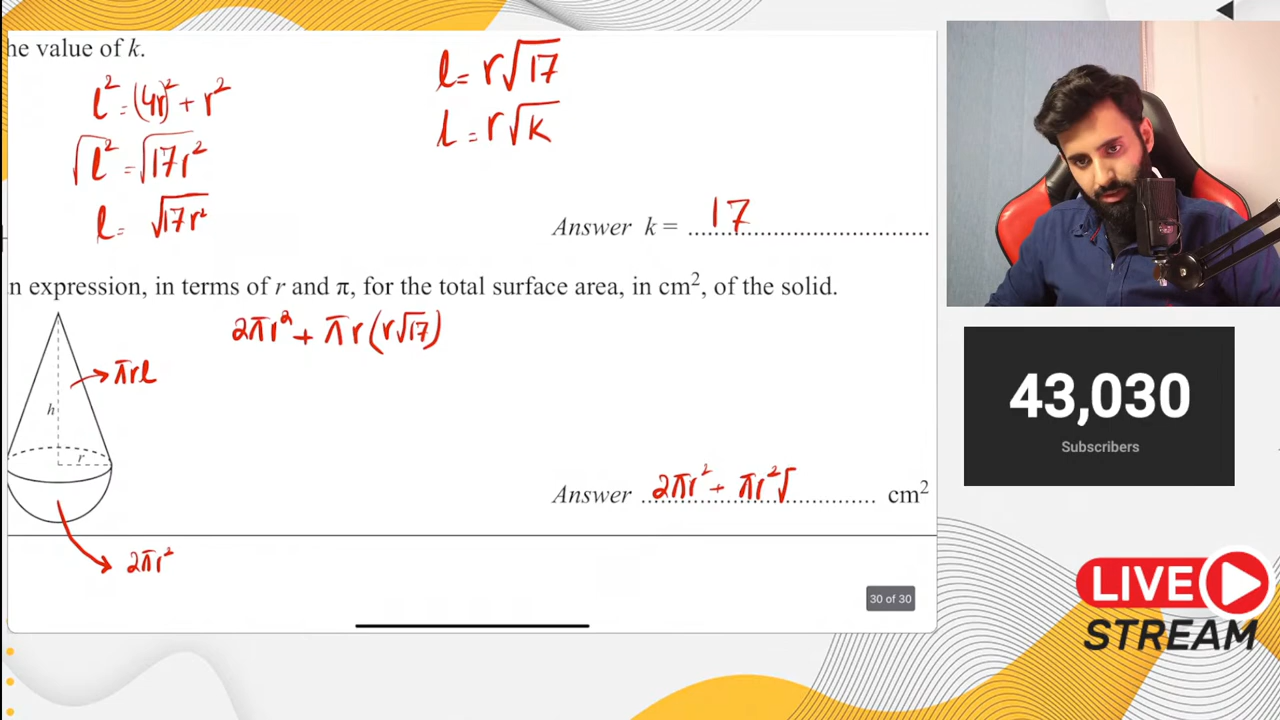 he value of k.
l² = (4r)² + r²
√l² = √17r²
l = √17r²
l = r√17
l = r√k
Answer k = 17
n expression, in terms of r and π, for the total surface area, in cm², of the solid.
2πr² + πr(r√17)
πrl
h
r
2πr²
Answer 2πr² + πr²√ cm²
30 of 30
43,030
Subscribers
LIVE
STREAM